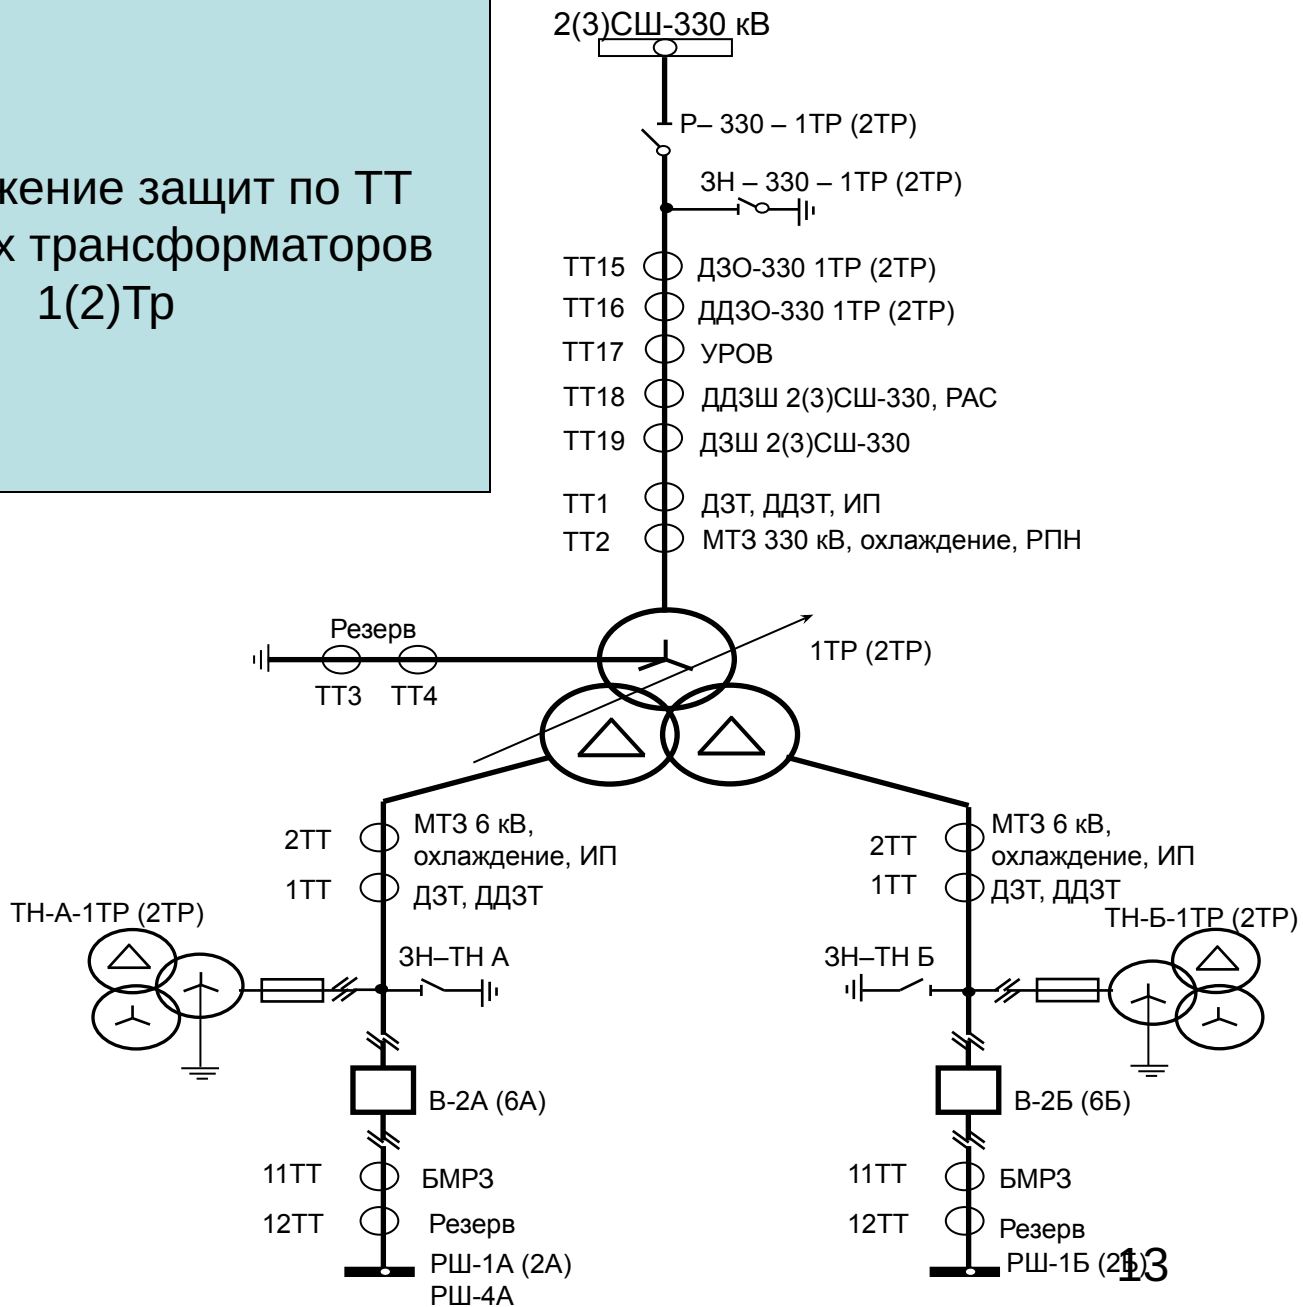 2(3)СШ-330 кВ
Р– 330 – 1ТР (2ТР)
ЗН – 330 – 1ТР (2ТР)
жение защит по ТТ
х трансформаторов
1(2)Тр
ТТ15 ДЗО-330 1ТР (2ТР)
ТТ16 ДДЗО-330 1ТР (2ТР)
ТТ17 УРОВ
ТТ18 ДДЗШ 2(3)СШ-330, РАС
ТТ19 ДЗШ 2(3)СШ-330
ТТ1 ДЗТ, ДДЗТ, ИП
ТТ2 МТЗ 330 кВ, охлаждение, РПН
Резерв
ТТ3 ТТ4
1ТР (2ТР)
2ТТ
МТЗ 6 кВ,
охлаждение, ИП
1ТТ ДЗТ, ДДЗТ
ТН-А-1ТР (2ТР)
ЗН–ТН А
В-2А (6А)
11ТТ БМРЗ
12ТТ Резерв
РШ-1А (2А)
РШ-4А
2ТТ
МТЗ 6 кВ,
охлаждение, ИП
1ТТ ДЗТ, ДДЗТ
ТН-Б-1ТР (2ТР)
ЗН–ТН Б
В-2Б (6Б)
11ТТ БМРЗ
12ТТ Резерв
РШ-1Б (2Б)
13